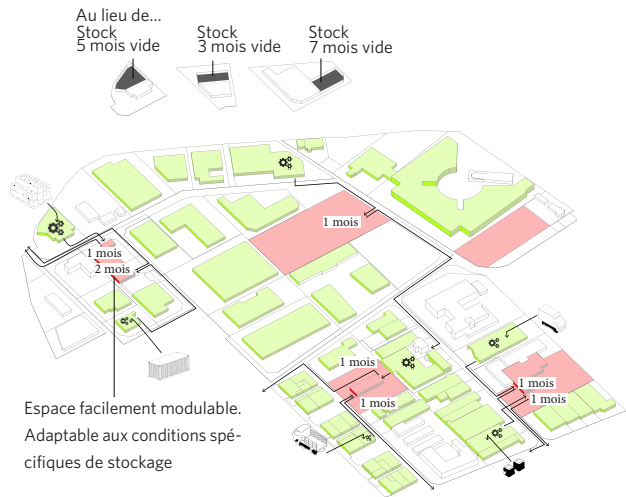 Au lieu de...
Stock
5 mois vide
Stock
3 mois vide
Stock
7 mois vide
1 mois
1 mois
2 mois
1 mois
1 mois
1 mois
1 mois
Espace facilement modulable.
Adaptable aux conditions spé-
cifiques de stockage